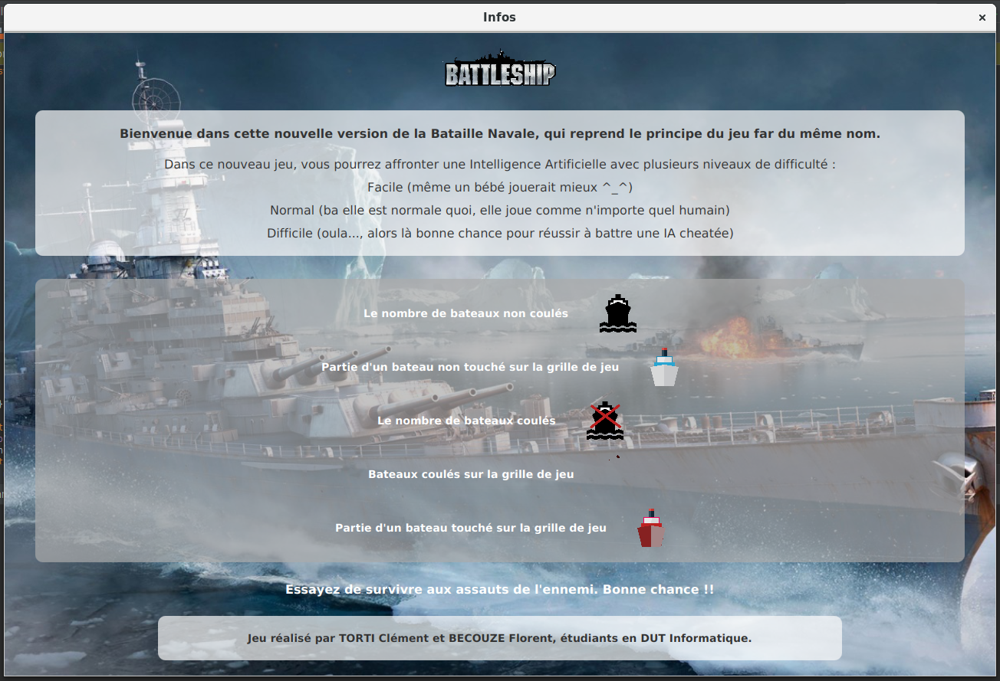 Infos
BATTLESHIP
Bienvenue dans cette nouvelle version de la Bataille Navale, qui reprend le principe du jeu far du même nom.
Dans ce nouveau jeu, vous pourrez affronter une Intelligence Artificielle avec plusieurs niveaux de difficulté :
Facile (même un bébé jouerait mieux ^_^)
Normal (ba elle est normale quoi, elle joue comme n'importe quel humain)
Difficile (oula..., alors là bonne chance pour réussir à battre une IA cheatée)
Le nombre de bateaux non coulés
Partie d'un bateau non touché sur la grille de jeu
Le nombre de bateaux coulés
Bateaux coulés sur la grille de jeu
Partie d'un bateau touché sur la grille de jeu
Essayez de survivre aux assauts de l'ennemi. Bonne chance !!
Jeu réalisé par TORTI Clément et BECOUZE Florent, étudiants en DUT Informatique.